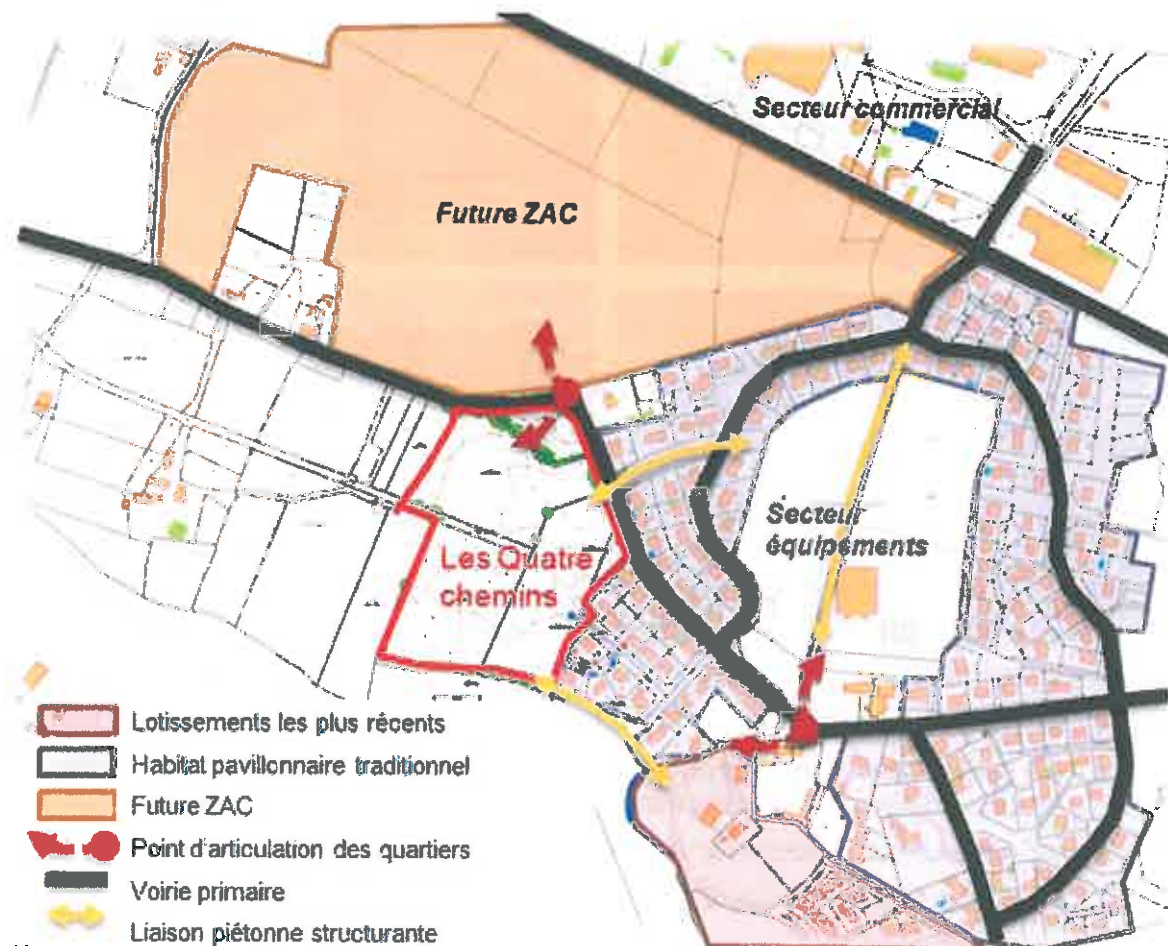 Secteur commercial
Future ZAC
Secteur
équipements
Les Quatre
chemins
Lotissements les plus récents
Habitat pavillonnaire traditionnel
Future ZAC
Point d'articulation des quartiers
Voirie primaire
Liaison piétonne structurante